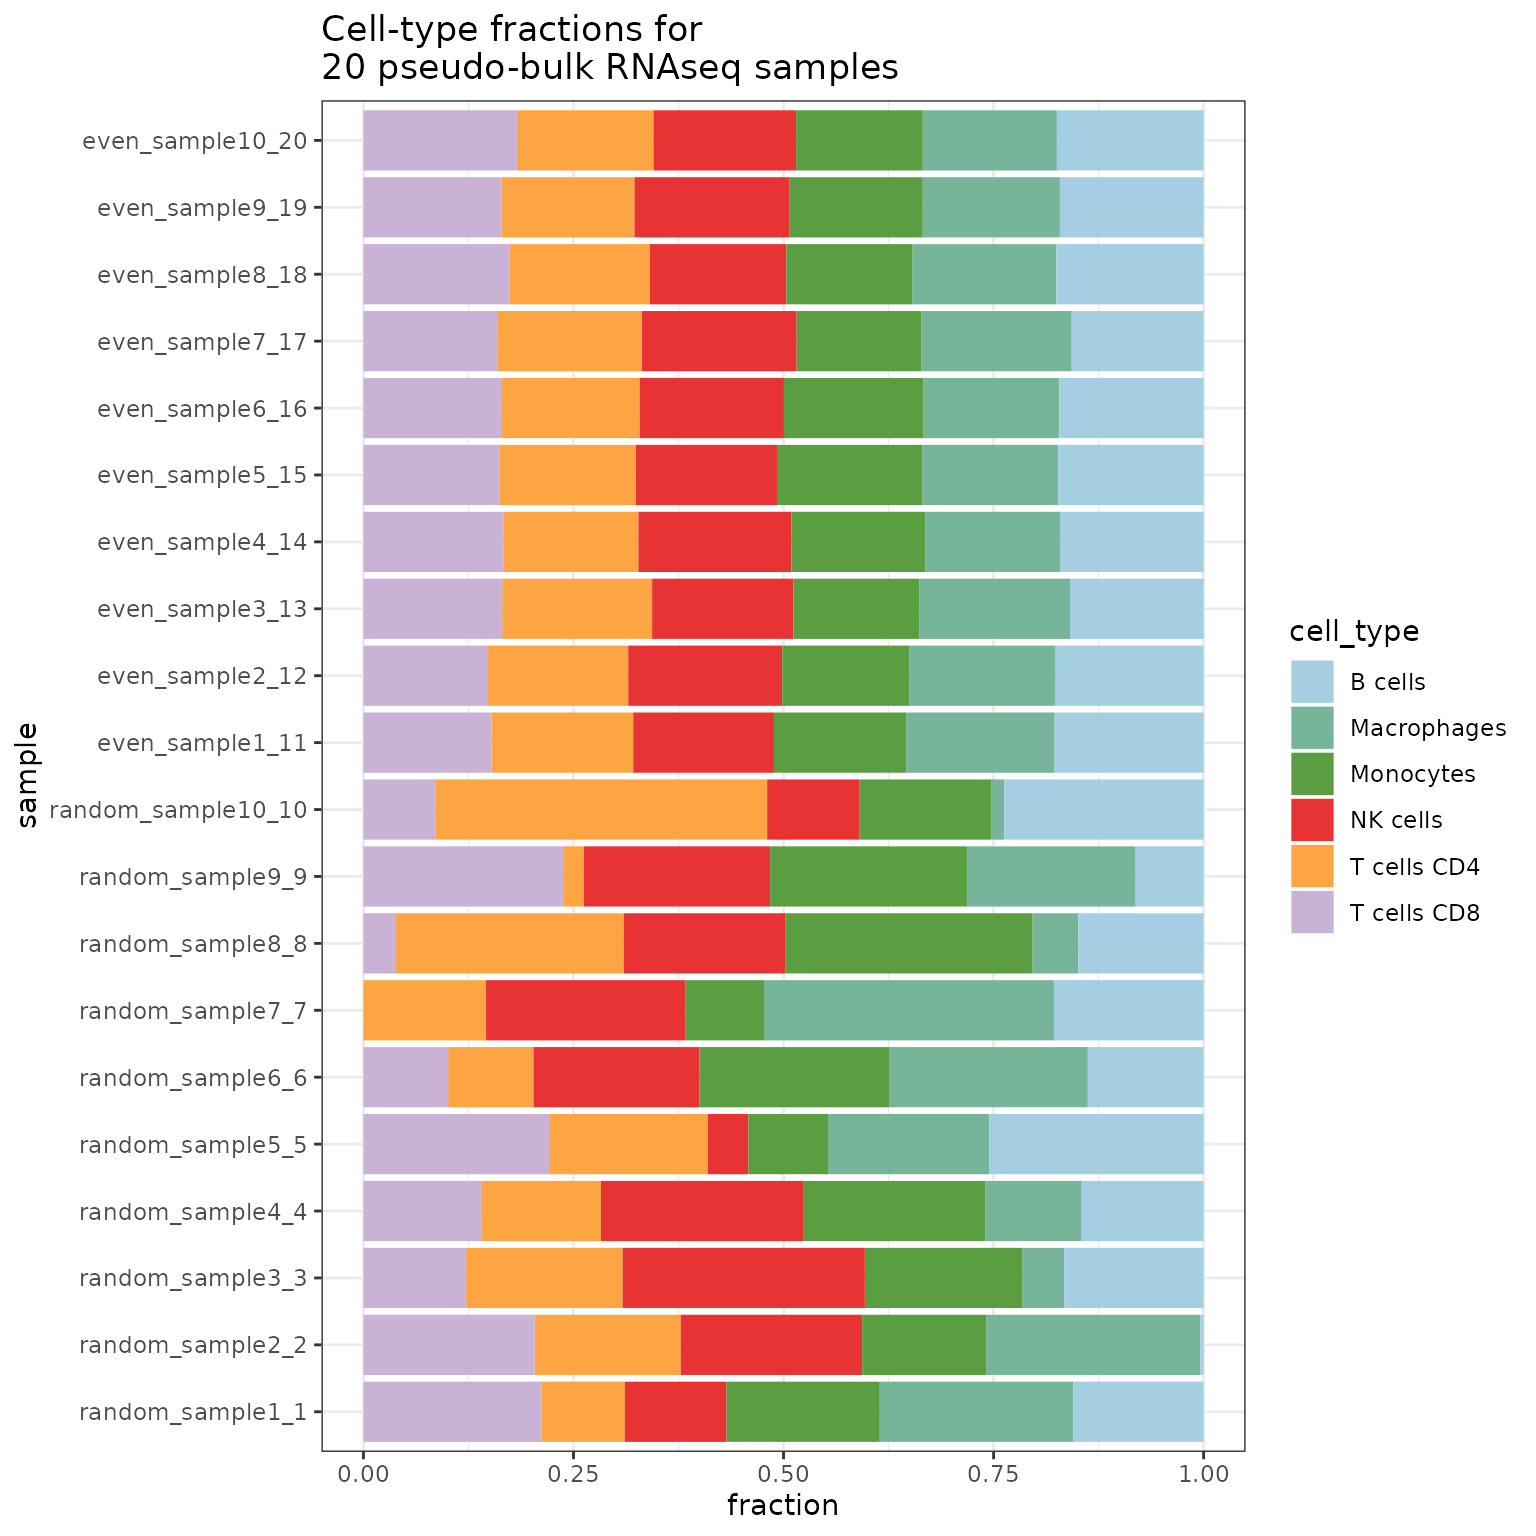 Cell-type fractions for
20 pseudo-bulk RNAseq samples
even_sample10_20
even_sample9_19
even_sample8_18
even_sample7_17
even_sample6_16
even_sample5_15
even_sample4_14
even_sample3_13
even_sample2_12
even_sample1_11
random_sample10_10
random_sample9_9
random_sample8_8
random_sample7_7
random_sample6_6
random_sample5_5
random_sample4_4
random_sample3_3
random_sample2_2
random_sample1_1
sample
0.00 0.25 0.50 0.75 1.00
fraction
cell_type
B cells
Macrophages
Monocytes
NK cells
T cells CD4
T cells CD8